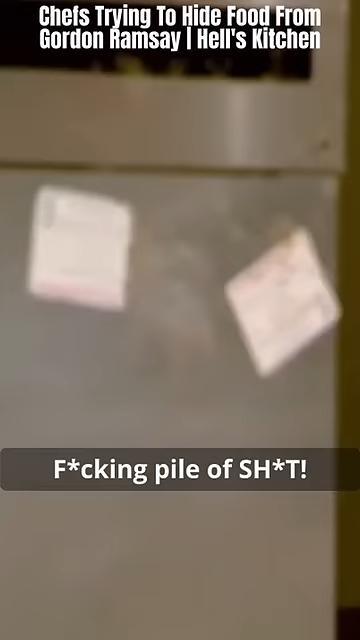 Chefs Trying To Hide Food From
Gordon Ramsay | Hell's Kitchen
F*cking pile of SH*T!